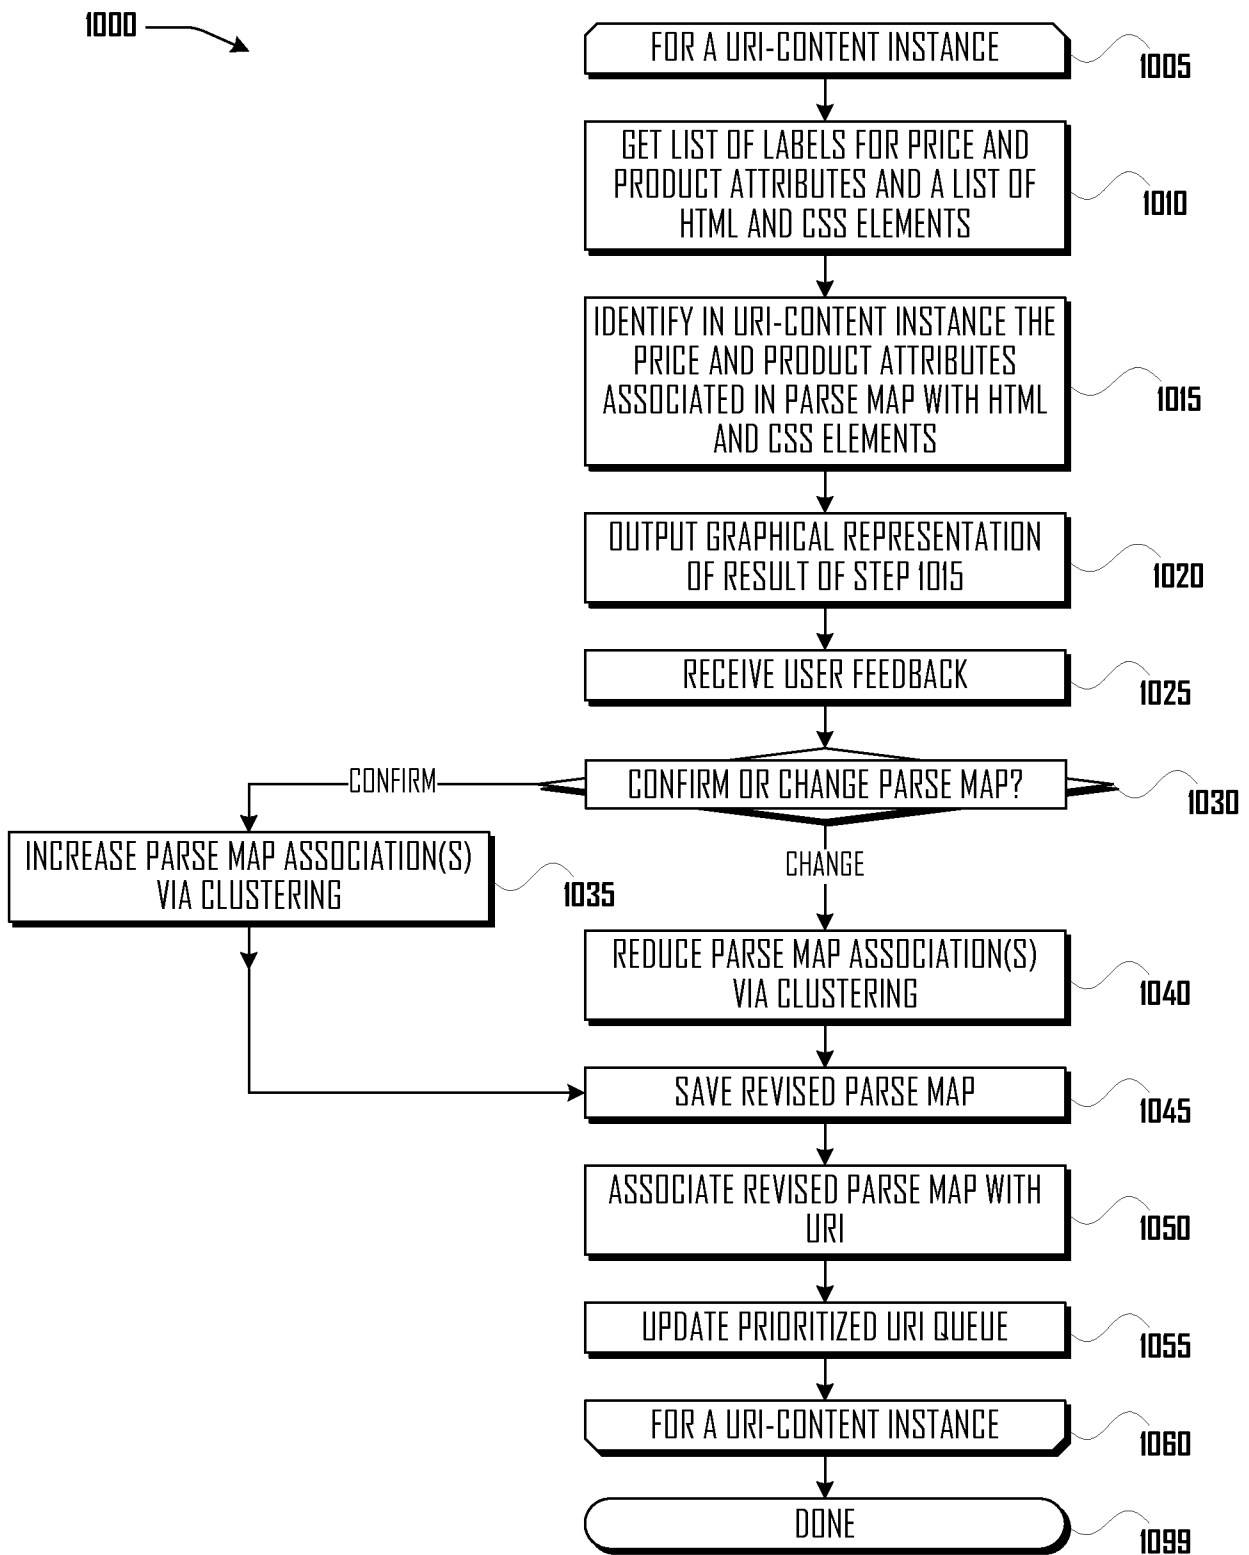 1000
FOR A URI-CONTENT INSTANCE
1005
GET LIST OF LABELS FOR PRICE AND
PRODUCT ATTRIBUTES AND A LIST OF
HTML AND CSS ELEMENTS
1010
IDENTIFY IN URI-CONTENT INSTANCE THE
PRICE AND PRODUCT ATTRIBUTES
ASSOCIATED IN PARSE MAP WITH HTML
AND CSS ELEMENTS
1015
OUTPUT GRAPHICAL REPRESENTATION
OF RESULT OF STEP 1015
1020
RECEIVE USER FEEDBACK
1025
CONFIRM OR CHANGE PARSE MAP?
1030
CONFIRM
INCREASE PARSE MAP ASSOCIATION(S)
VIA CLUSTERING
1035
CHANGE
REDUCE PARSE MAP ASSOCIATION(S)
VIA CLUSTERING
1040
SAVE REVISED PARSE MAP
1045
ASSOCIATE REVISED PARSE MAP WITH
URI
1050
UPDATE PRIORITIZED URI QUEUE
1055
FOR A URI-CONTENT INSTANCE
1060
DONE
1099